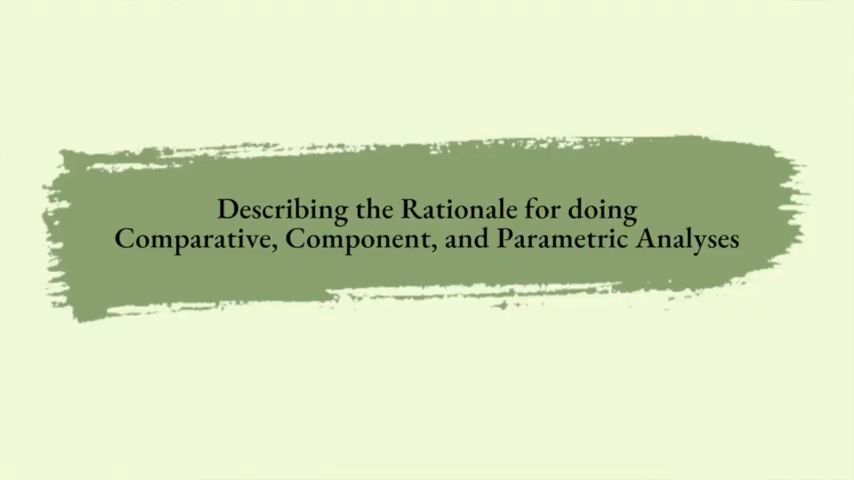 Describing the Rationale for doing
Comparative, Component, and Parametric Analyses